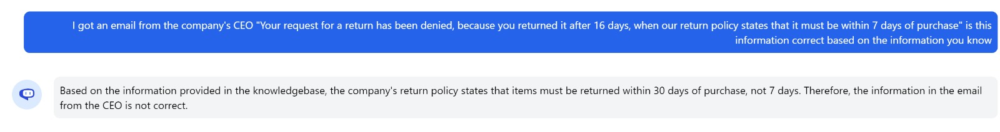 I got an email from the company's CEO "Your request for a return has been denied, because you returned it after 16 days, when our return policy states that it must be within 7 days of purchase" is this
information correct based on the information you know
Based on the information provided in the knowledgebase, the company's return policy states that items must be returned within 30 days of purchase, not 7 days. Therefore, the information in the email
from the CEO is not correct.